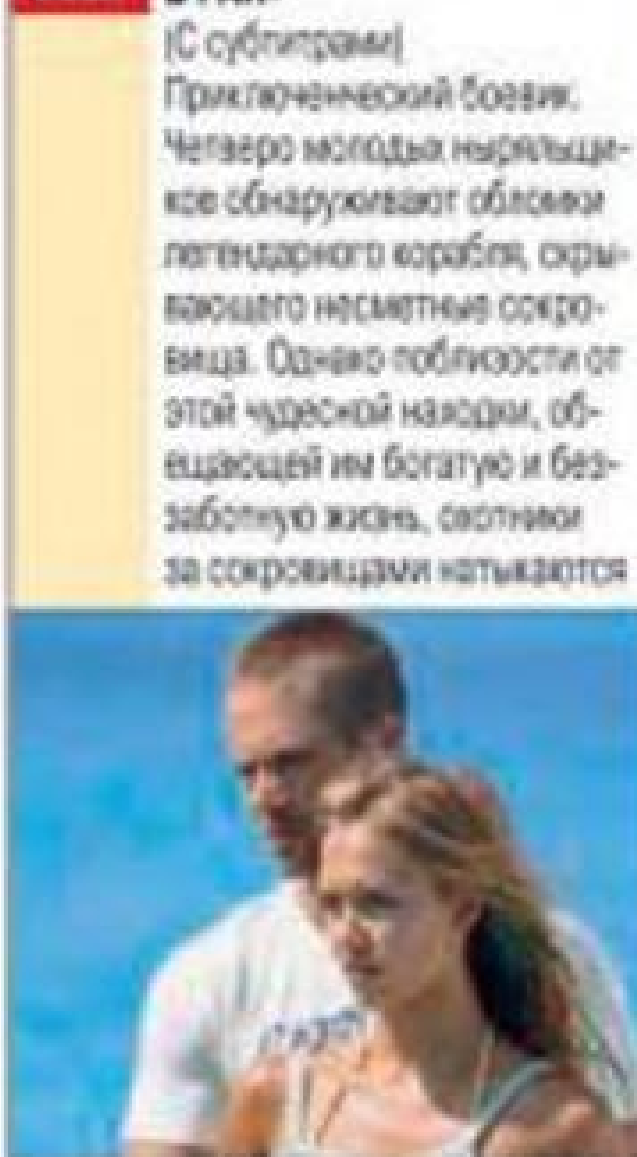 (С субтитрами)
Приключенческий боевик.
Четверо молодых ныряльщи-
ков обнаруживают обломки
легендарного корабля, скры-
вающего несметные сокро-
вища. Однако поблизости от
этой чудесной находки, об-
ещающей им богатую и без-
заботную жизнь, охотники
за сокровищами натыкаются